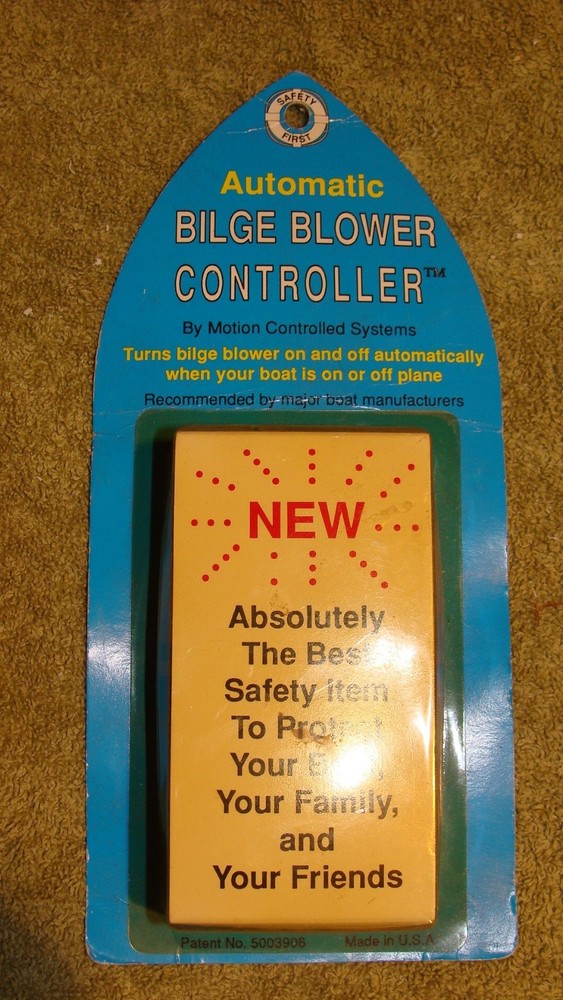 SAFETY
FIRST
Automatic
BILGE BLOWER
CONTROLLER™
By Motion Controlled Systems
Turns bilge blower on and off automatically
when your boat is on or off plane
Recommended by major boat manufacturers
NEW
Absolutely
The Best
Safety Item
To Protect
Your
Your Family,
and
Your Friends
Patent No. 5003906
Made in U.S.A